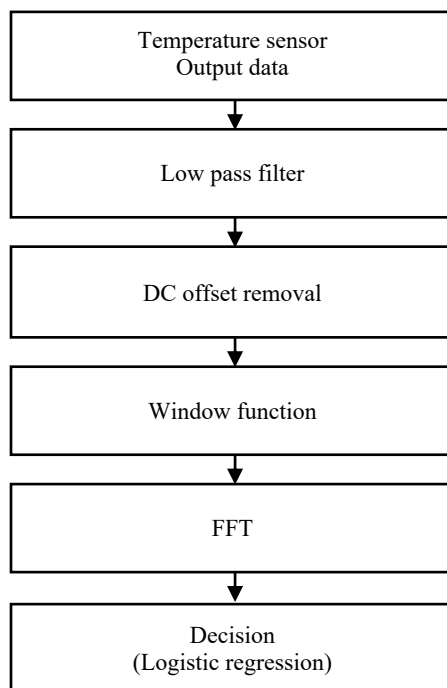 Temperature sensor
Output data
Low pass filter
DC offset removal
Window function
FFT
Decision
(Logistic regression)